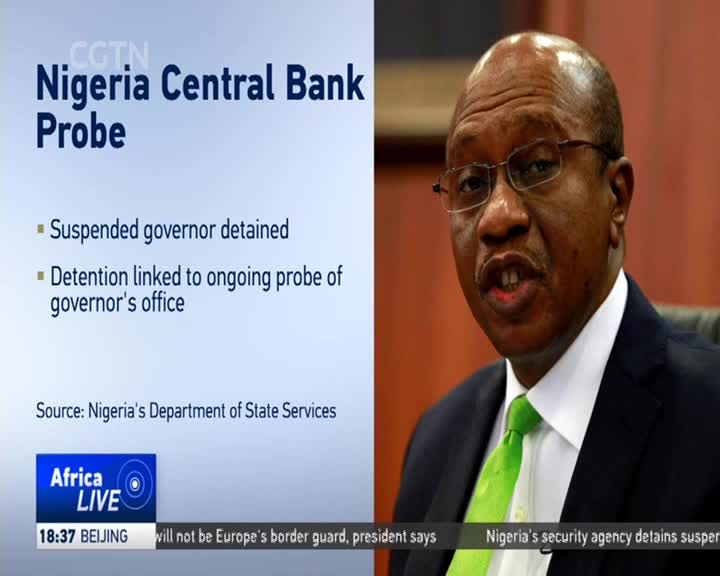 CGTN
Nigeria Central Bank
Probe
Suspended governor detained
Detention linked to ongoing probe of
governor's office
Source: Nigeria's Department of State Services
Africa
LIVE
18:37 BEIJING
will not be Europe's border guard, president says
Nigeria's security agency detains susper